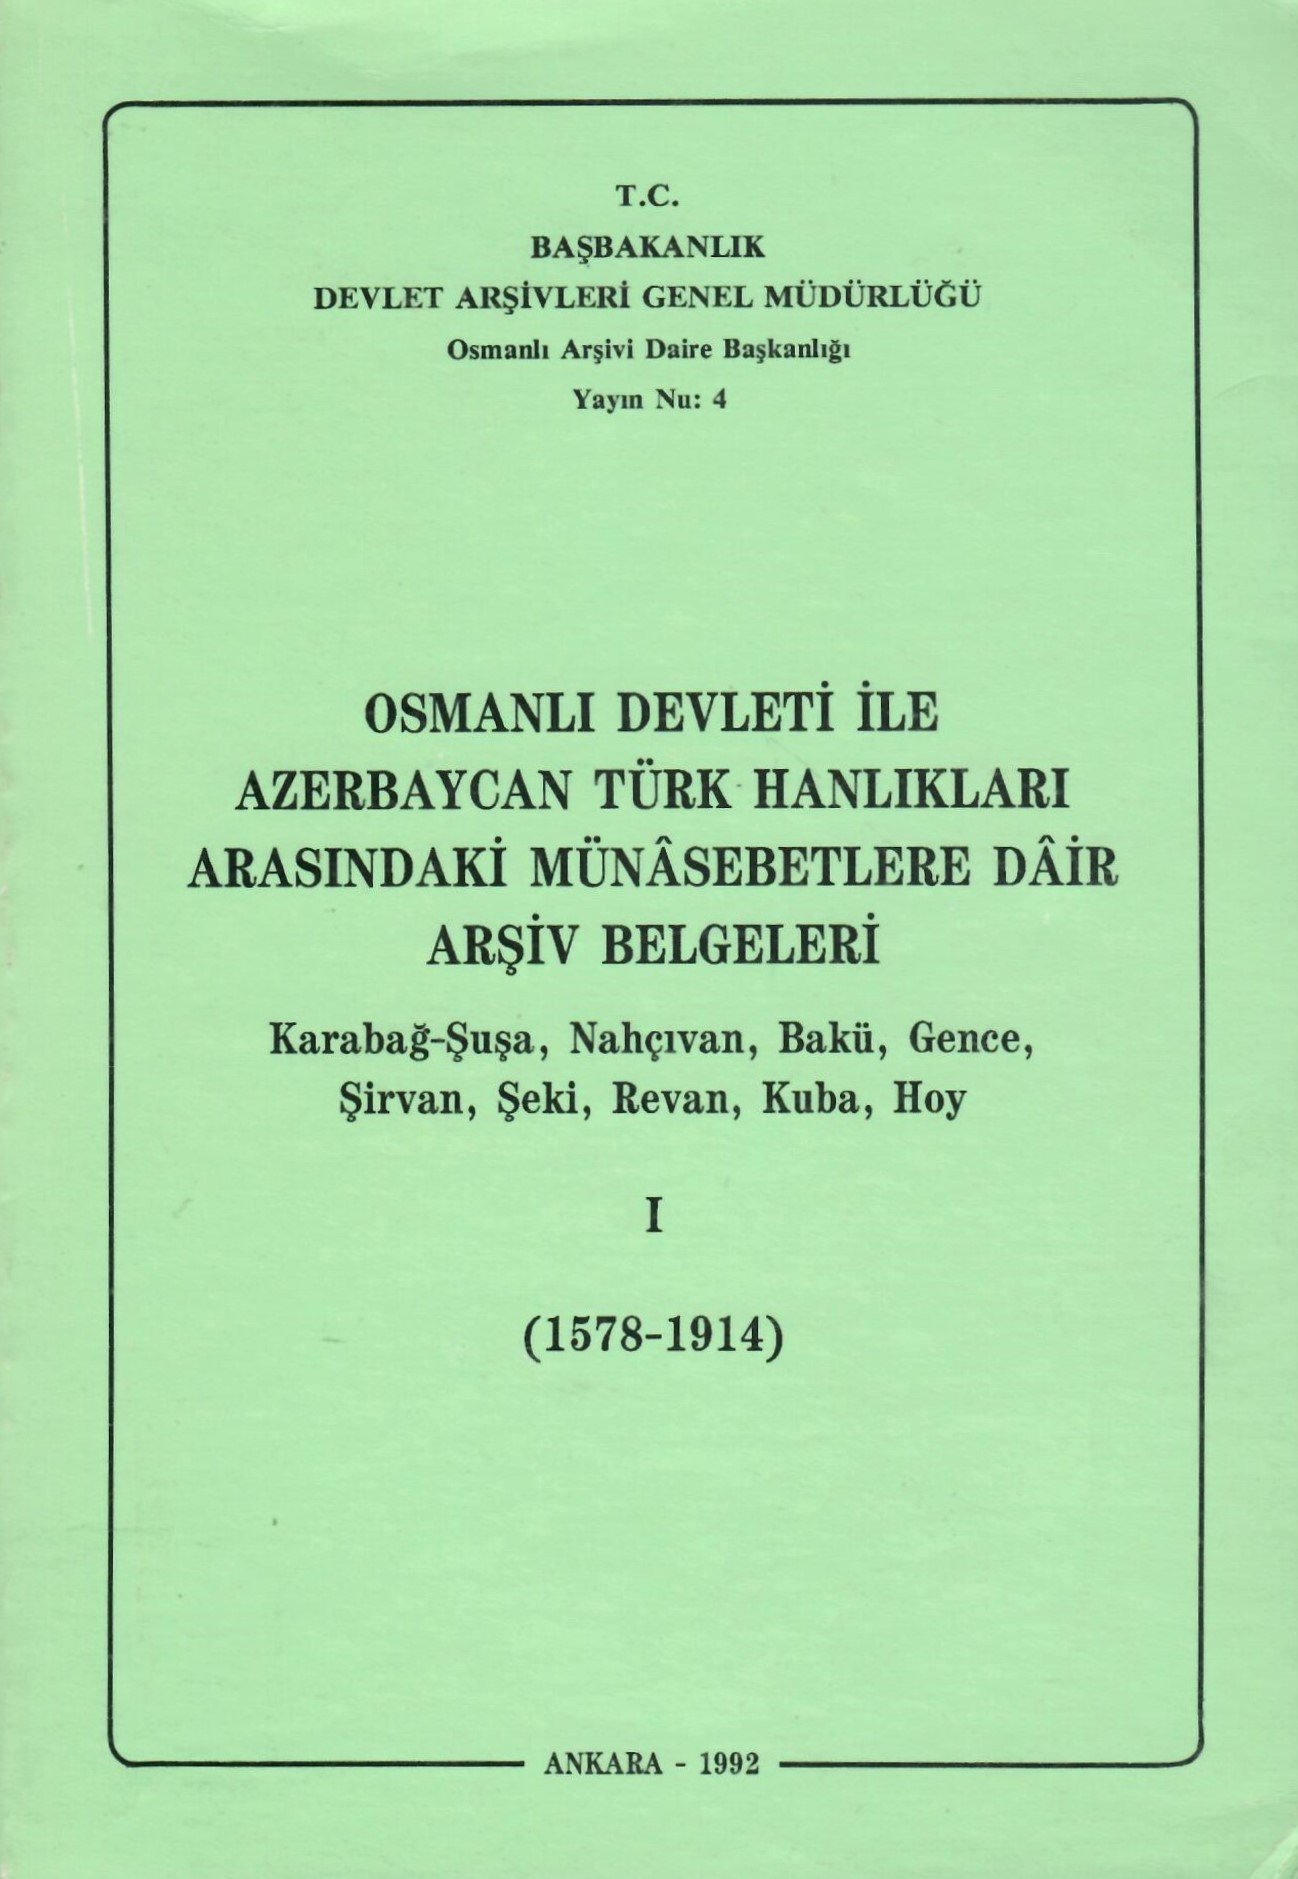 T.C.
BAŞBAKANLIK
DEVLET ARŞİVLERİ GENEL MÜDÜRLÜĞÜ
Osmanlı Arşivi Daire Başkanlığı
Yayın Nu: 4
OSMANLI DEVLETİ İLE
AZERBAYCAN TÜRK HANLIKLARI
ARASINDAKİ MÜNÂSEBETLERE DÂİR
ARŞİV BELGELERİ
Karabağ-Şuşa, Nahçıvan, Bakü, Gence,
Şirvan, Şeki, Revan, Kuba, Hoy
I
(1578-1914)
ANKARA - 1992